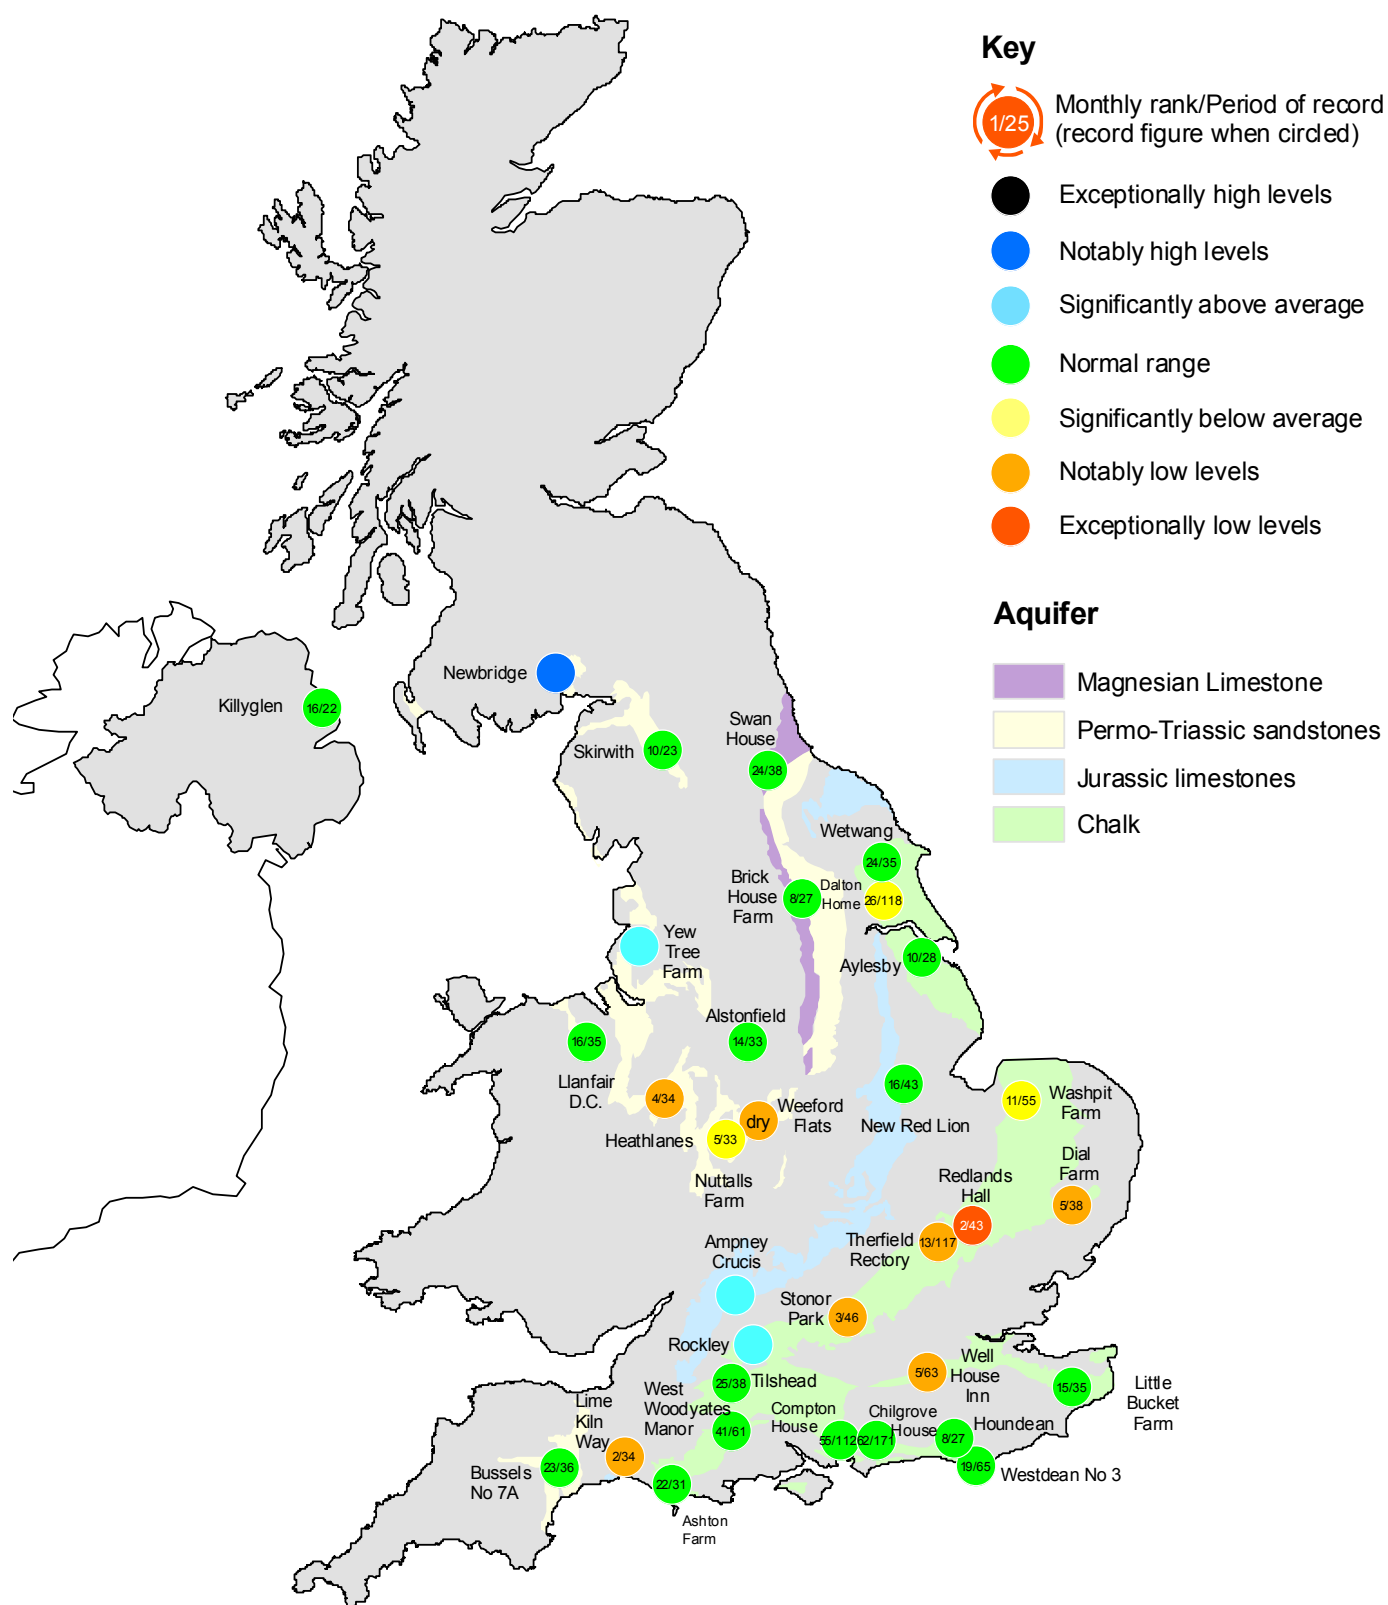 Key
1/25
Monthly rank/Period of record
(record figure when circled)
Exceptionally high levels
Notably high levels
Significantly above average
Normal range
Significantly below average
Notably low levels
Exceptionally low levels
Aquifer
Magnesian Limestone
Permo-Triassic sandstones
Jurassic limestones
Chalk
Newbridge
Killyglen
16/22
Skirwith
10/23
Swan
House
24/38
Wetwang
24/35
Brick
House
Farm
8/27
Dalton
Home
26/118
Yew
Tree
Farm
Aylesby
10/28
Alstonfield
14/33
16/35
Llanfair
D.C.
4/34
Heathlanes
dry
Weeford
Flats
5/33
Nuttalls
Farm
16/43
New Red Lion
11/55
Washpit
Farm
Dial
Farm
5/38
Redlands
Hall
2/43
Therfield
Rectory
13/117
Ampney
Crucis
Stonor
Park
3/46
Rockley
25/38
Tilshead
West
Woodyates
Manor
41/61
Well
House
Inn
5/63
15/35
Little
Bucket
Farm
Compton
House
55/112
Chilgrove
House
62/171
Houndean
8/27
19/65
Westdean No 3
Lime
Kiln
Way
2/34
Bussels
No 7A
23/36
22/31
Ashton
Farm